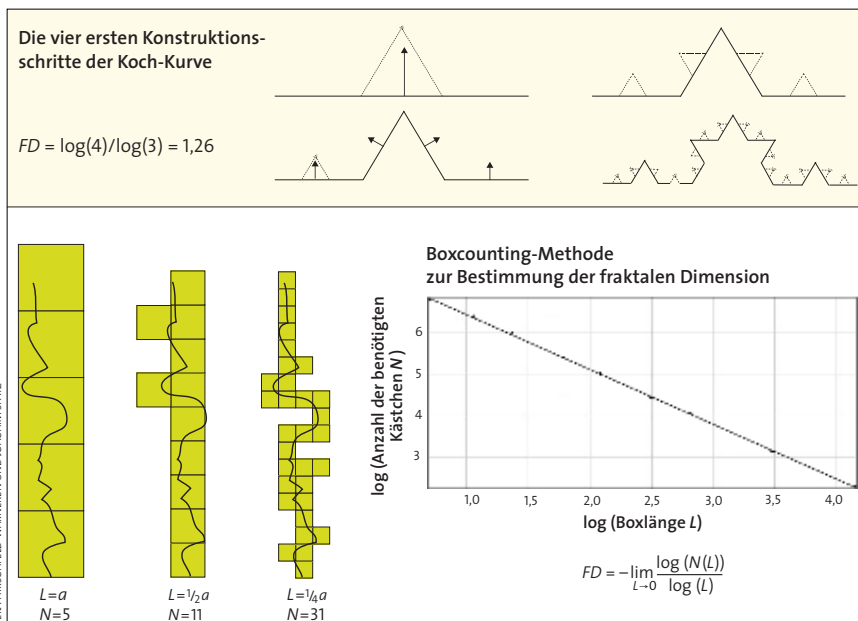 Die vier ersten Konstruktions-
schritte der Koch-Kurve
FD = log(4)/log(3) = 1,26
Boxcounting-Methode
zur Bestimmung der fraktalen Dimension
log (Anzahl der benötigten
Kästchen N)
6
5
4
3
1,0 1,5 2,0 2,5 3,0 3,5 4,0
log (Boxlänge L)
FD = –lim L→0 log (N(L)) / log (L)
L=a
N=5
L=1/2a
N=11
L=1/4a
N=31